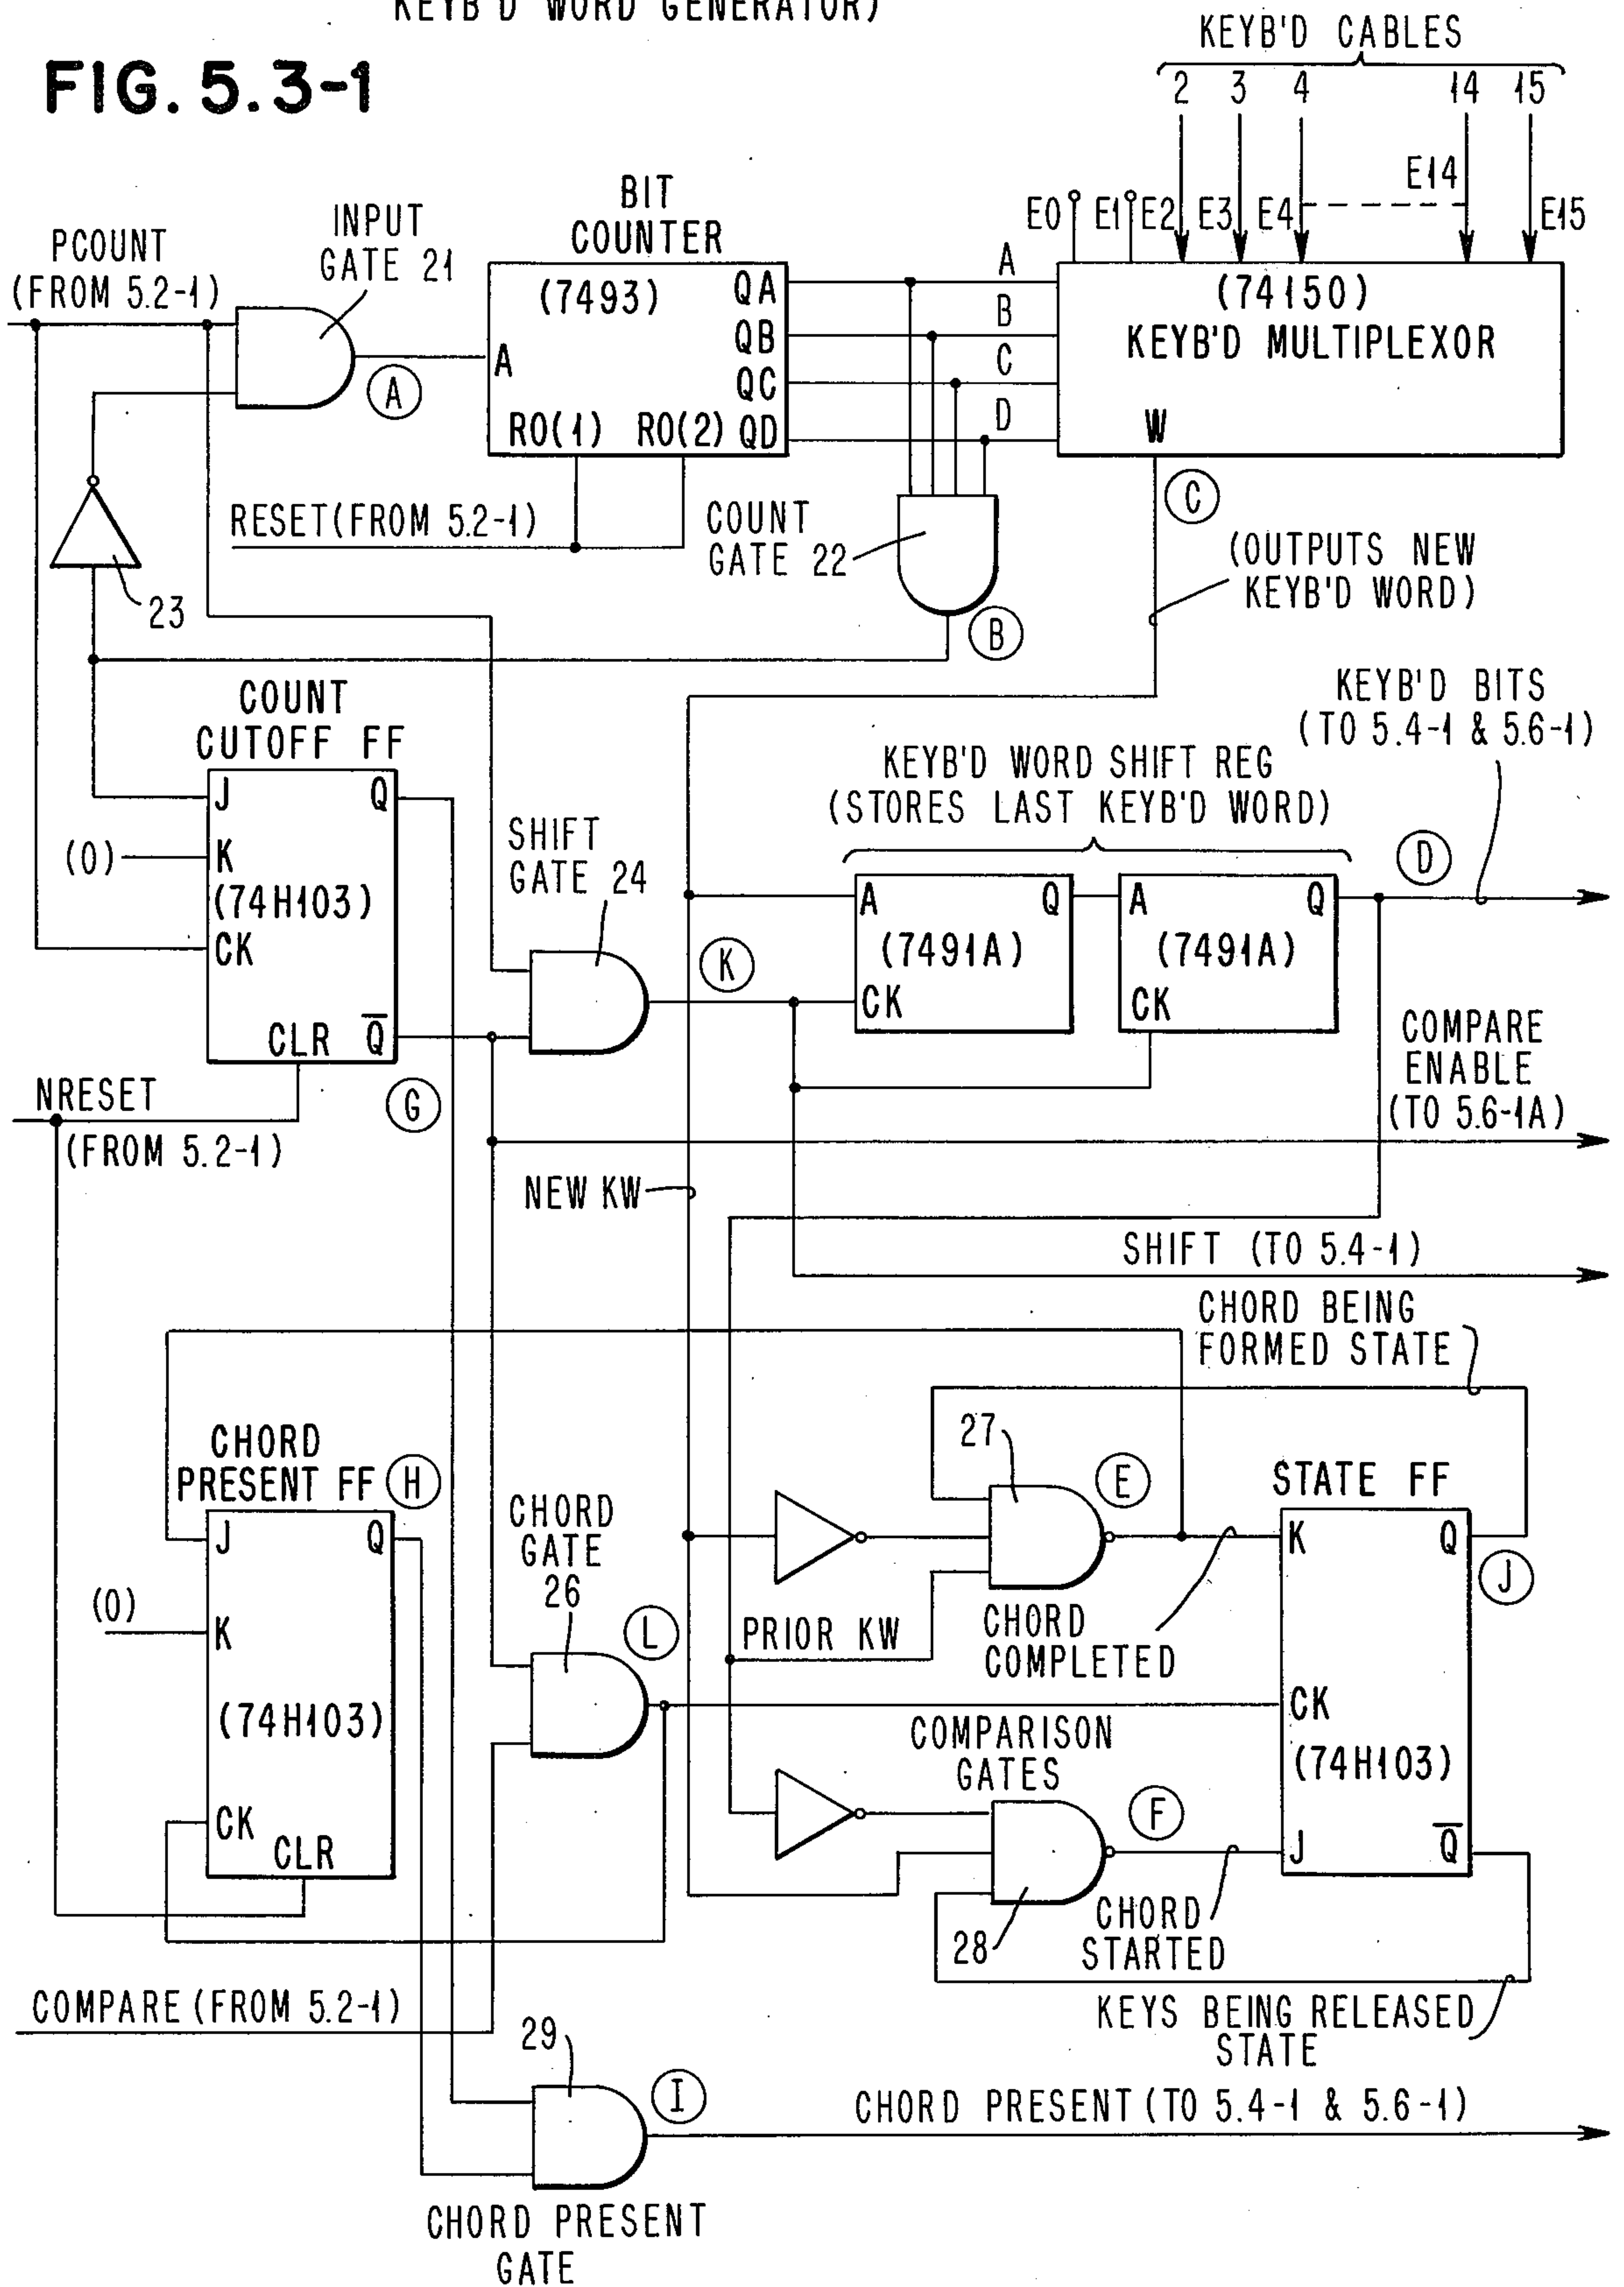 KEYB'D WORD GENERATOR)
FIG. 5.3-1
KEYB'D CABLES
2 3 4 14 15
E0 E1 E2 E3 E4 E14 E15
PCOUNT
(FROM 5.2-1)
INPUT
GATE 21
A
BIT
COUNTER
(7493)
A
QA
QB
QC
QD
R0(1) R0(2)
A
B
C
D
(74150)
KEYB'D MULTIPLEXOR
W
C
RESET (FROM 5.2-1)
COUNT
GATE 22
B
(OUTPUTS NEW
KEYB'D WORD)
23
COUNT
CUTOFF FF
J Q
(0) K
(74H103)
CK
CLR Q
G
SHIFT
GATE 24
K
KEYB'D BITS
(TO 5.4-1 & 5.6-1)
KEYB'D WORD SHIFT REG
(STORES LAST KEYB'D WORD)
D
A Q
(7491A)
CK
A Q
(7491A)
CK
COMPARE
ENABLE
(TO 5.6-1A)
NRESET
(FROM 5.2-1)
NEW KW
SHIFT (TO 5.4-1)
CHORD BEING
FORMED STATE
CHORD
PRESENT FF
H
J Q
(0)
K
(74H103)
CK
CLR
CHORD
GATE
26
L
27
E
STATE FF
K Q
J
PRIOR KW
CHORD
COMPLETED
CK
(74H103)
COMPARISON
GATES
F
J Q
28
CHORD
STARTED
COMPARE (FROM 5.2-1)
KEYS BEING RELEASED
STATE
29
I
CHORD PRESENT (TO 5.4-1 & 5.6-1)
CHORD PRESENT
GATE